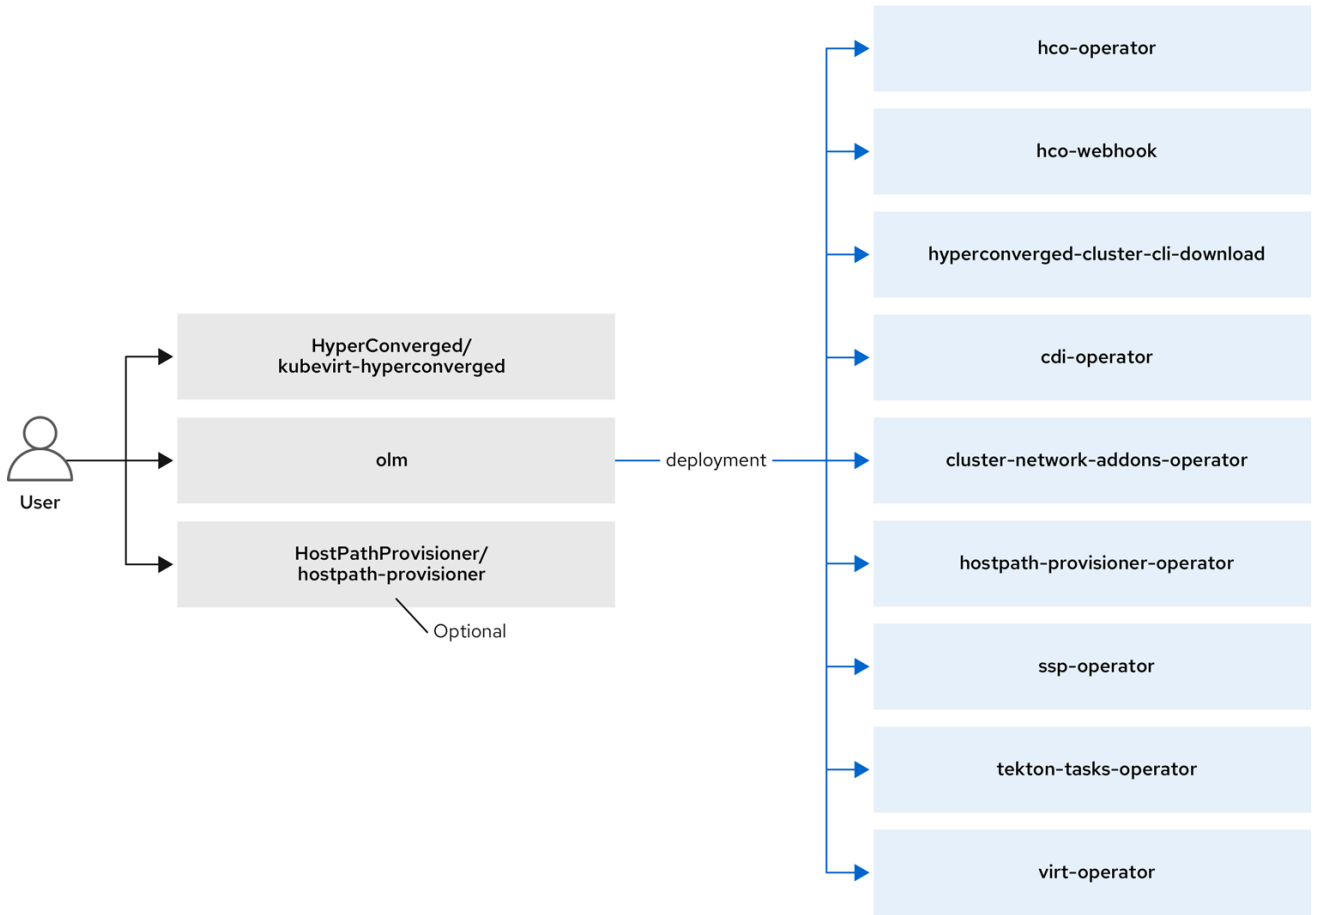 User
HyperConverged/
kubevirt-hyperconverged
olm
HostPathProvisioner/
hostpath-provisioner
Optional
deployment
hco-operator
hco-webhook
hyperconverged-cluster-cli-download
cdi-operator
cluster-network-addons-operator
hostpath-provisioner-operator
ssp-operator
tekton-tasks-operator
virt-operator